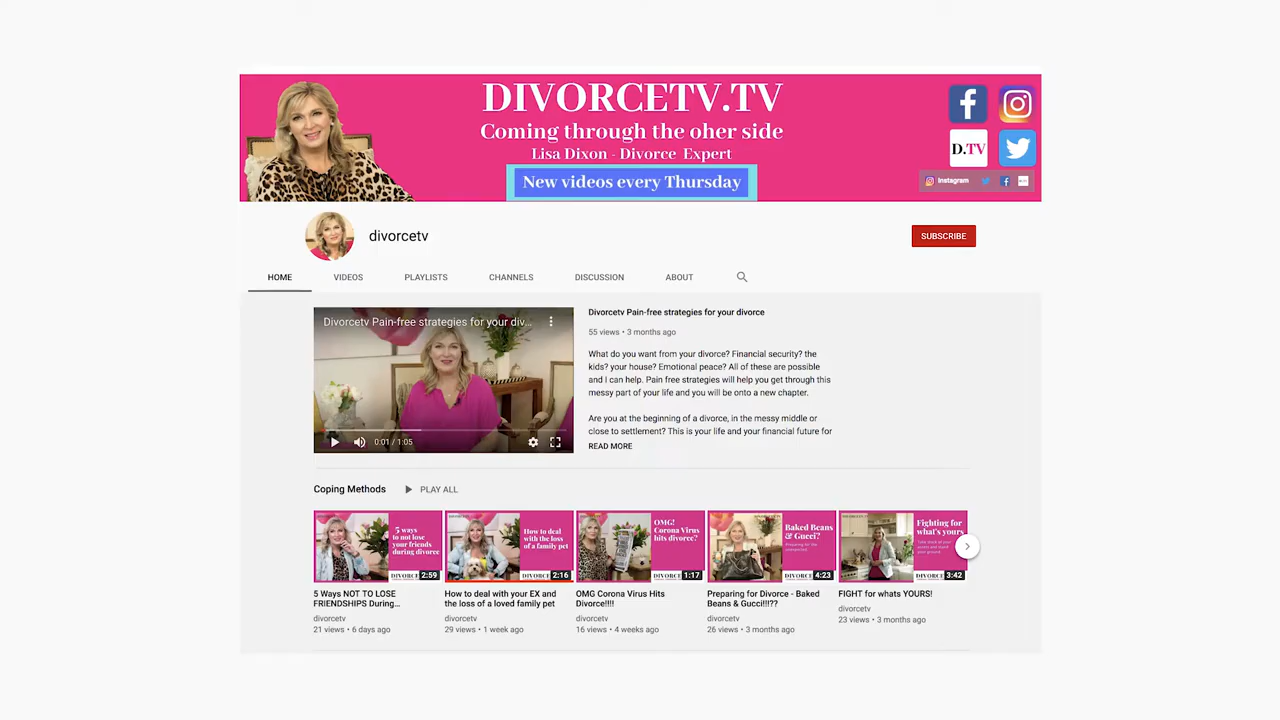 DIVORCETV.TV
Coming through the oher side
Lisa Dixon - Divorce Expert
New videos every Thursday
D.TV
Instagram
divorcetv
SUBSCRIBE
HOME
VIDEOS
PLAYLISTS
CHANNELS
DISCUSSION
ABOUT
Divorcetv Pain-free strategies for your div...
0:01 / 1:05
Divorcetv Pain-free strategies for your divorce
55 views • 3 months ago
What do you want from your divorce? Financial security? the
kids? your house? Emotional peace? All of these are possible
and I can help. Pain free strategies will help you get through this
messy part of your life and you will be onto a new chapter.
Are you at the beginning of a divorce, in the messy middle or
close to settlement? This is your life and your financial future for
READ MORE
Coping Methods
PLAY ALL
5 ways
to not lose
your friends
during divorce
DIVORCE
2:59
5 Ways NOT TO LOSE
FRIENDSHIPS During...
divorcetv
21 views • 6 days ago
How to deal
with the loss
of a family pet
DIVORCE
2:16
How to deal with your EX and
the loss of a loved family pet
divorcetv
29 views • 1 week ago
OMG!
Corona Virus
hits divorce?
DIVORCE
1:17
OMG Corona Virus Hits
Divorce!!!!
divorcetv
16 views • 4 weeks ago
Baked Beans
& Gucci?
Preparing for the
unexpected.
DIVORCE
4:23
Preparing for Divorce - Baked
Beans & Gucci!!!??
divorcetv
26 views • 3 months ago
Fighting for
what's yours
DIVORCE
3:42
FIGHT for whats YOURS!
divorcetv
23 views • 3 months ago